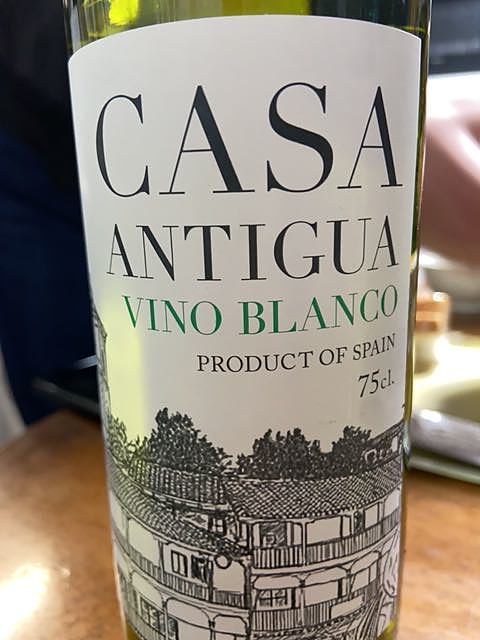 CASA
ANTIGUA
VINO BLANCO
PRODUCT OF SPAIN
75cl.